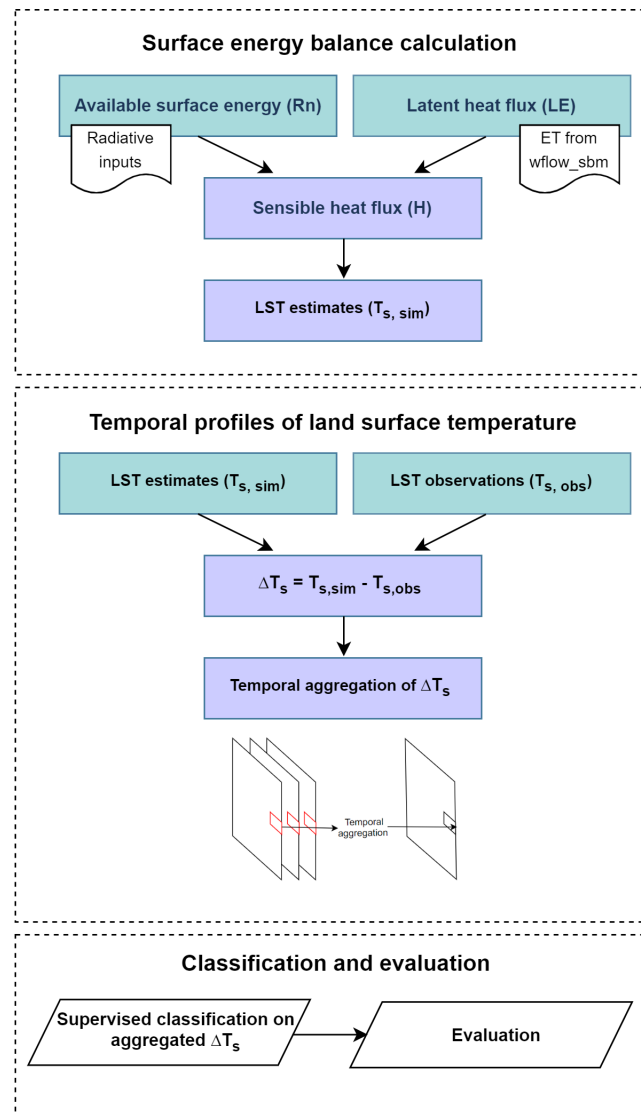 Surface energy balance calculation
Available surface energy (Rn)
Latent heat flux (LE)
Radiative
inputs
ET from
wflow_sbm
Sensible heat flux (H)
LST estimates (Ts, sim)
Temporal profiles of land surface temperature
LST estimates (Ts, sim)
LST observations (Ts, obs)
ΔTs = Ts,sim - Ts,obs
Temporal aggregation of ΔTs
Temporal
aggregation
Classification and evaluation
Supervised classification on
aggregated ΔTs
Evaluation